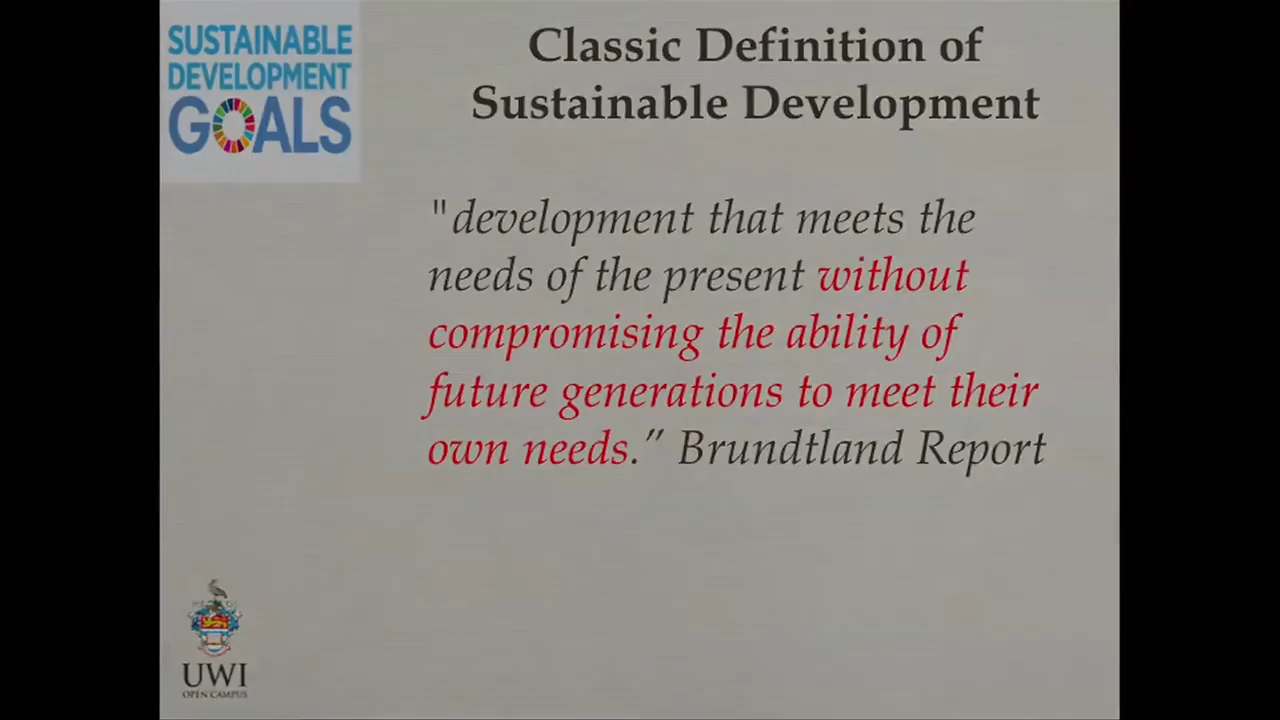 SUSTAINABLE
DEVELOPMENT
GOALS
Classic Definition of
Sustainable Development
"development that meets the
needs of the present without
compromising the ability of
future generations to meet their
own needs.” Brundtland Report
UWI
OPEN CAMPUS